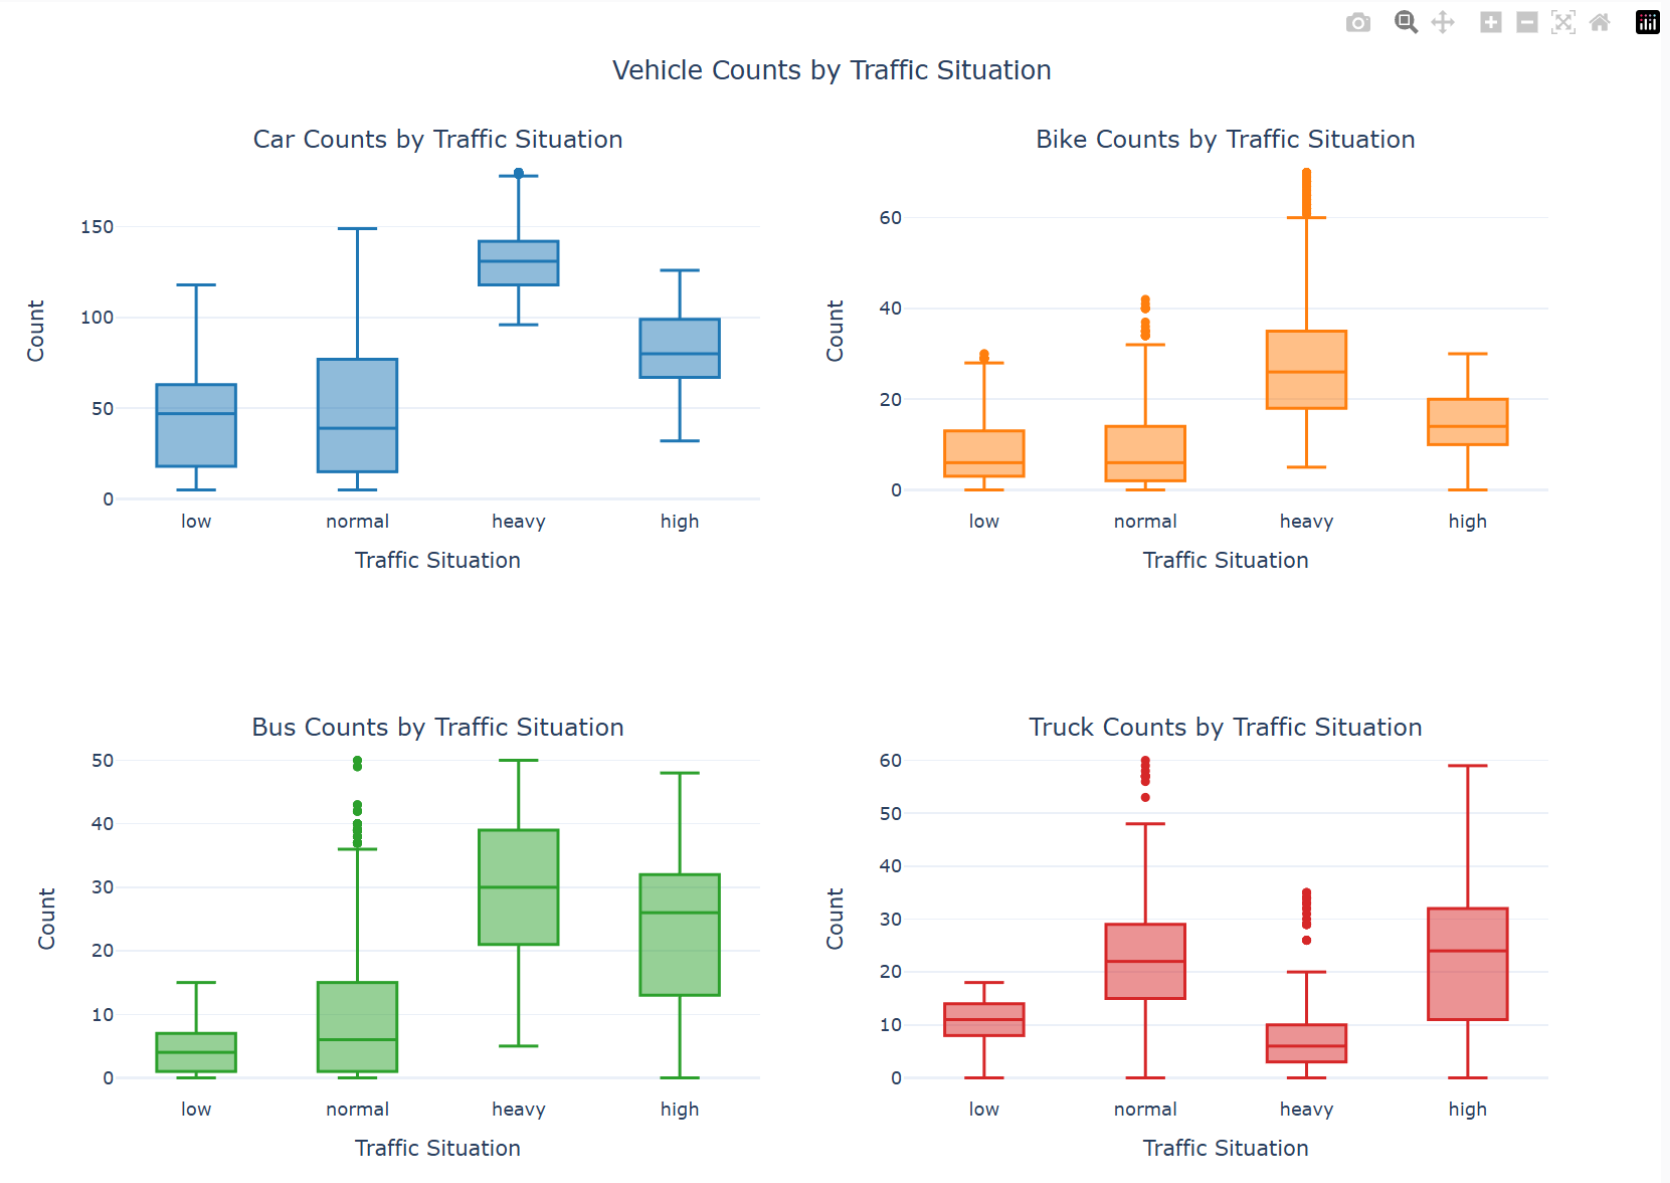 Vehicle Counts by Traffic Situation
Car Counts by Traffic Situation
150
100
50
0
Count
low normal heavy high
Traffic Situation
Bike Counts by Traffic Situation
60
40
20
0
Count
low normal heavy high
Traffic Situation
Bus Counts by Traffic Situation
50
40
30
20
10
0
Count
low normal heavy high
Traffic Situation
Truck Counts by Traffic Situation
60
50
40
30
20
10
0
Count
low normal heavy high
Traffic Situation